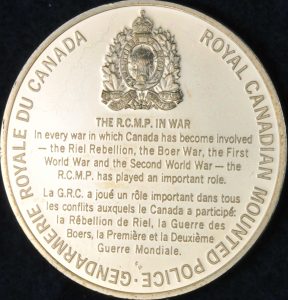 ROYAL CANADIAN MOUNTED POLICE · GENDARMERIE ROYALE DU CANADA
THE R.C.M.P. IN WAR
In every war in which Canada has become involved
— the Riel Rebellion, the Boer War, the First
World War and the Second World War — the
R.C.M.P. has played an important role.
La G.R.C. a joué un rôle important dans tous
les conflits auxquels le Canada a participé:
la Rébellion de Riel, la Guerre des
Boers, la Première et la Deuxième
Guerre Mondiale.